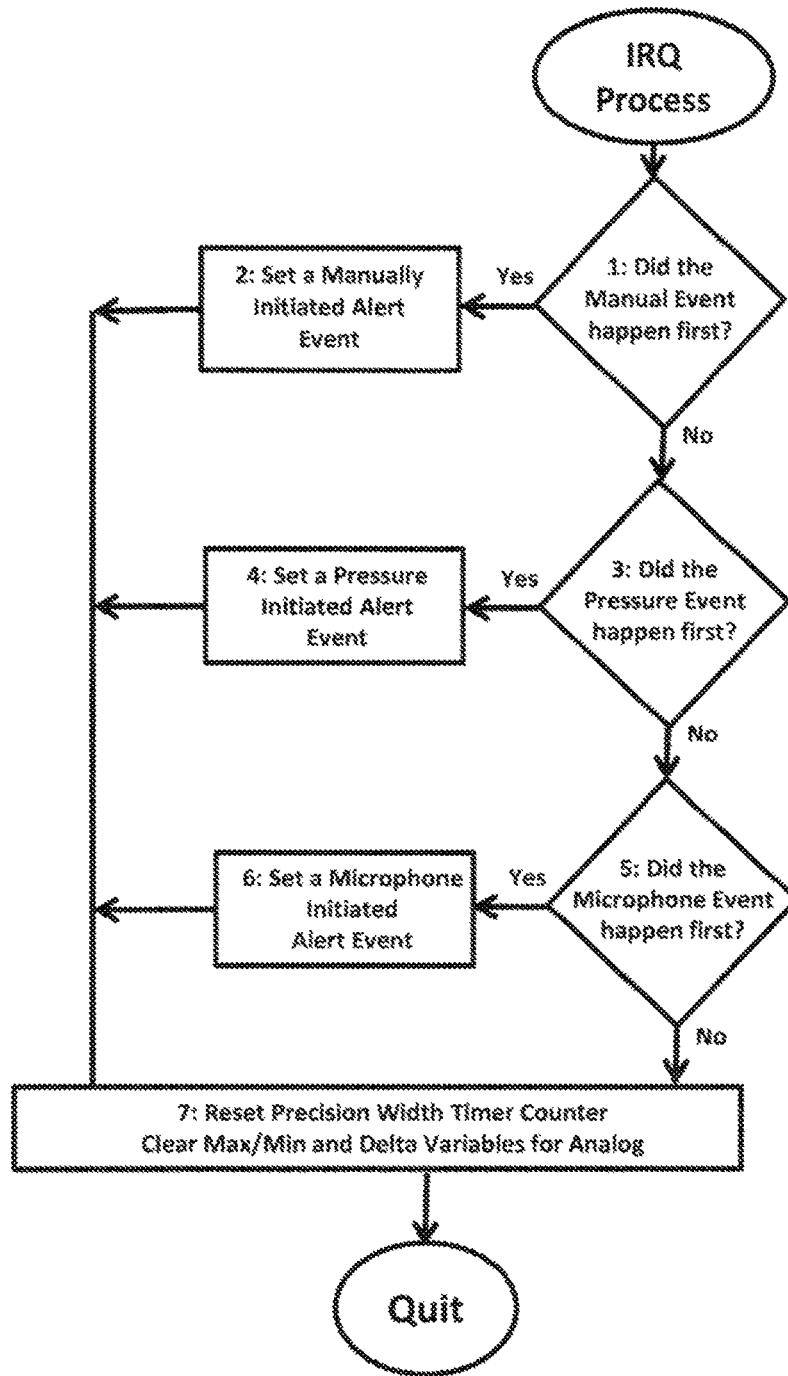 IRQ
Process
1: Did the
Manual Event
happen first?
Yes
2: Set a Manually
Initiated Alert
Event
No
3: Did the
Pressure Event
happen first?
Yes
4: Set a Pressure
Initiated Alert
Event
No
5: Did the
Microphone Event
happen first?
Yes
6: Set a Microphone
Initiated
Alert Event
No
7: Reset Precision Width Timer Counter
Clear Max/Min and Delta Variables for Analog
Quit